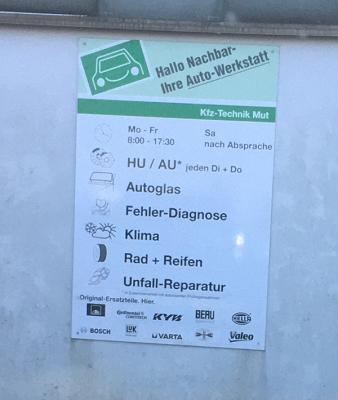 Hallo Nachbar-
Ihre Auto-Werkstatt
Kfz-Technik Mut
Mo - Fr
8:00 - 17:30
Sa
nach Absprache
HU / AU* jeden Di + Do
Autoglas
Fehler-Diagnose
Klima
Rad + Reifen
Unfall-Reparatur
Original-Ersatzteile. Hier.
Continental
CONTITECH
KYB
BERU
HELLA
BOSCH
LuK
VARTA
Valeo